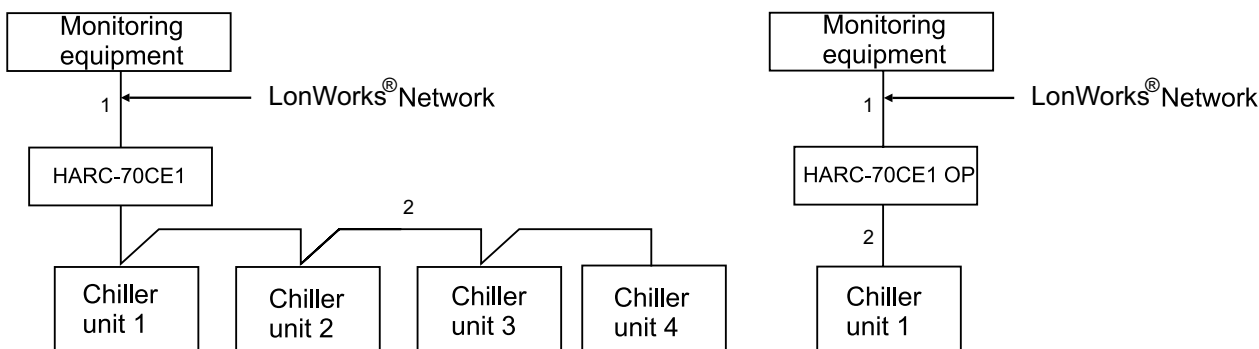 Monitoring
equipment
1
LonWorks® Network
HARC-70CE1
2
Chiller
unit 1
Chiller
unit 2
Chiller
unit 3
Chiller
unit 4
Monitoring
equipment
1
LonWorks® Network
HARC-70CE1 OP
2
Chiller
unit 1